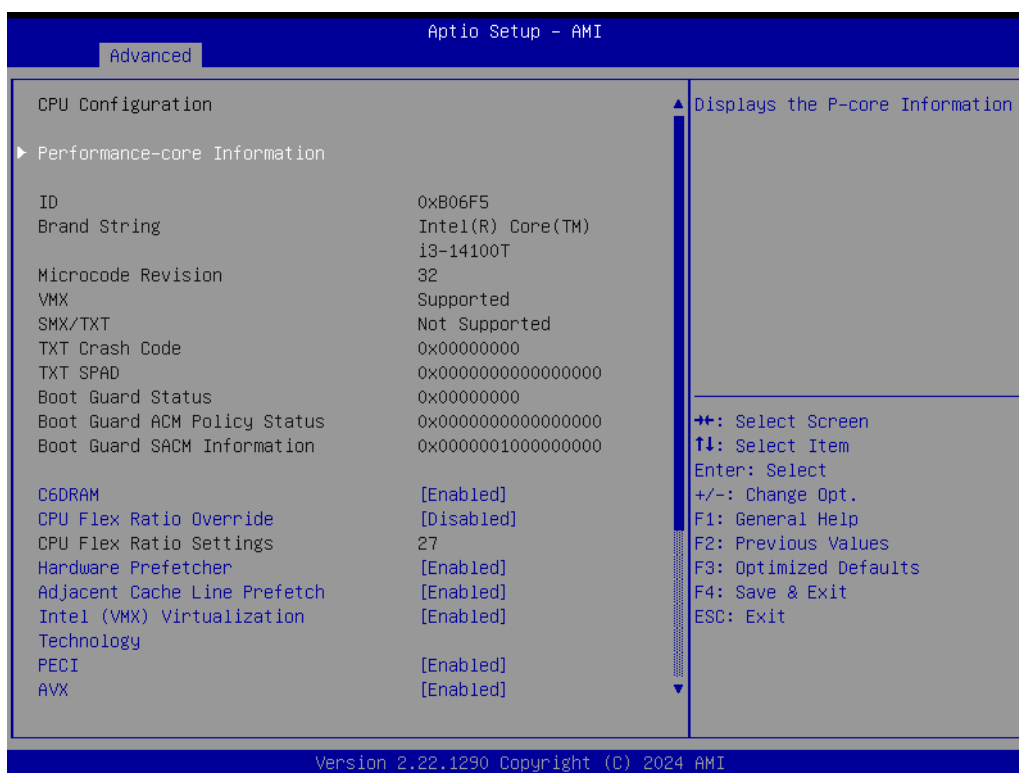 Aptio Setup - AMI
Advanced
CPU Configuration
Performance-core Information
ID 0xB06F5
Brand String Intel(R) Core(TM)
i3-14100T
Microcode Revision 32
VMX Supported
SMX/TXT Not Supported
TXT Crash Code 0x00000000
TXT SPAD 0x0000000000000000
Boot Guard Status 0x00000000
Boot Guard ACM Policy Status 0x0000000000000000
Boot Guard SACM Information 0x0000001000000000
C6DRAM [Enabled]
CPU Flex Ratio Override [Disabled]
CPU Flex Ratio Settings 27
Hardware Prefetcher [Enabled]
Adjacent Cache Line Prefetch [Enabled]
Intel (VMX) Virtualization [Enabled]
Technology
PECI [Enabled]
AVX [Enabled]
Displays the P-core Information
→←: Select Screen
↑↓: Select Item
Enter: Select
+/-: Change Opt.
F1: General Help
F2: Previous Values
F3: Optimized Defaults
F4: Save & Exit
ESC: Exit
Version 2.22.1290 Copyright (C) 2024 AMI